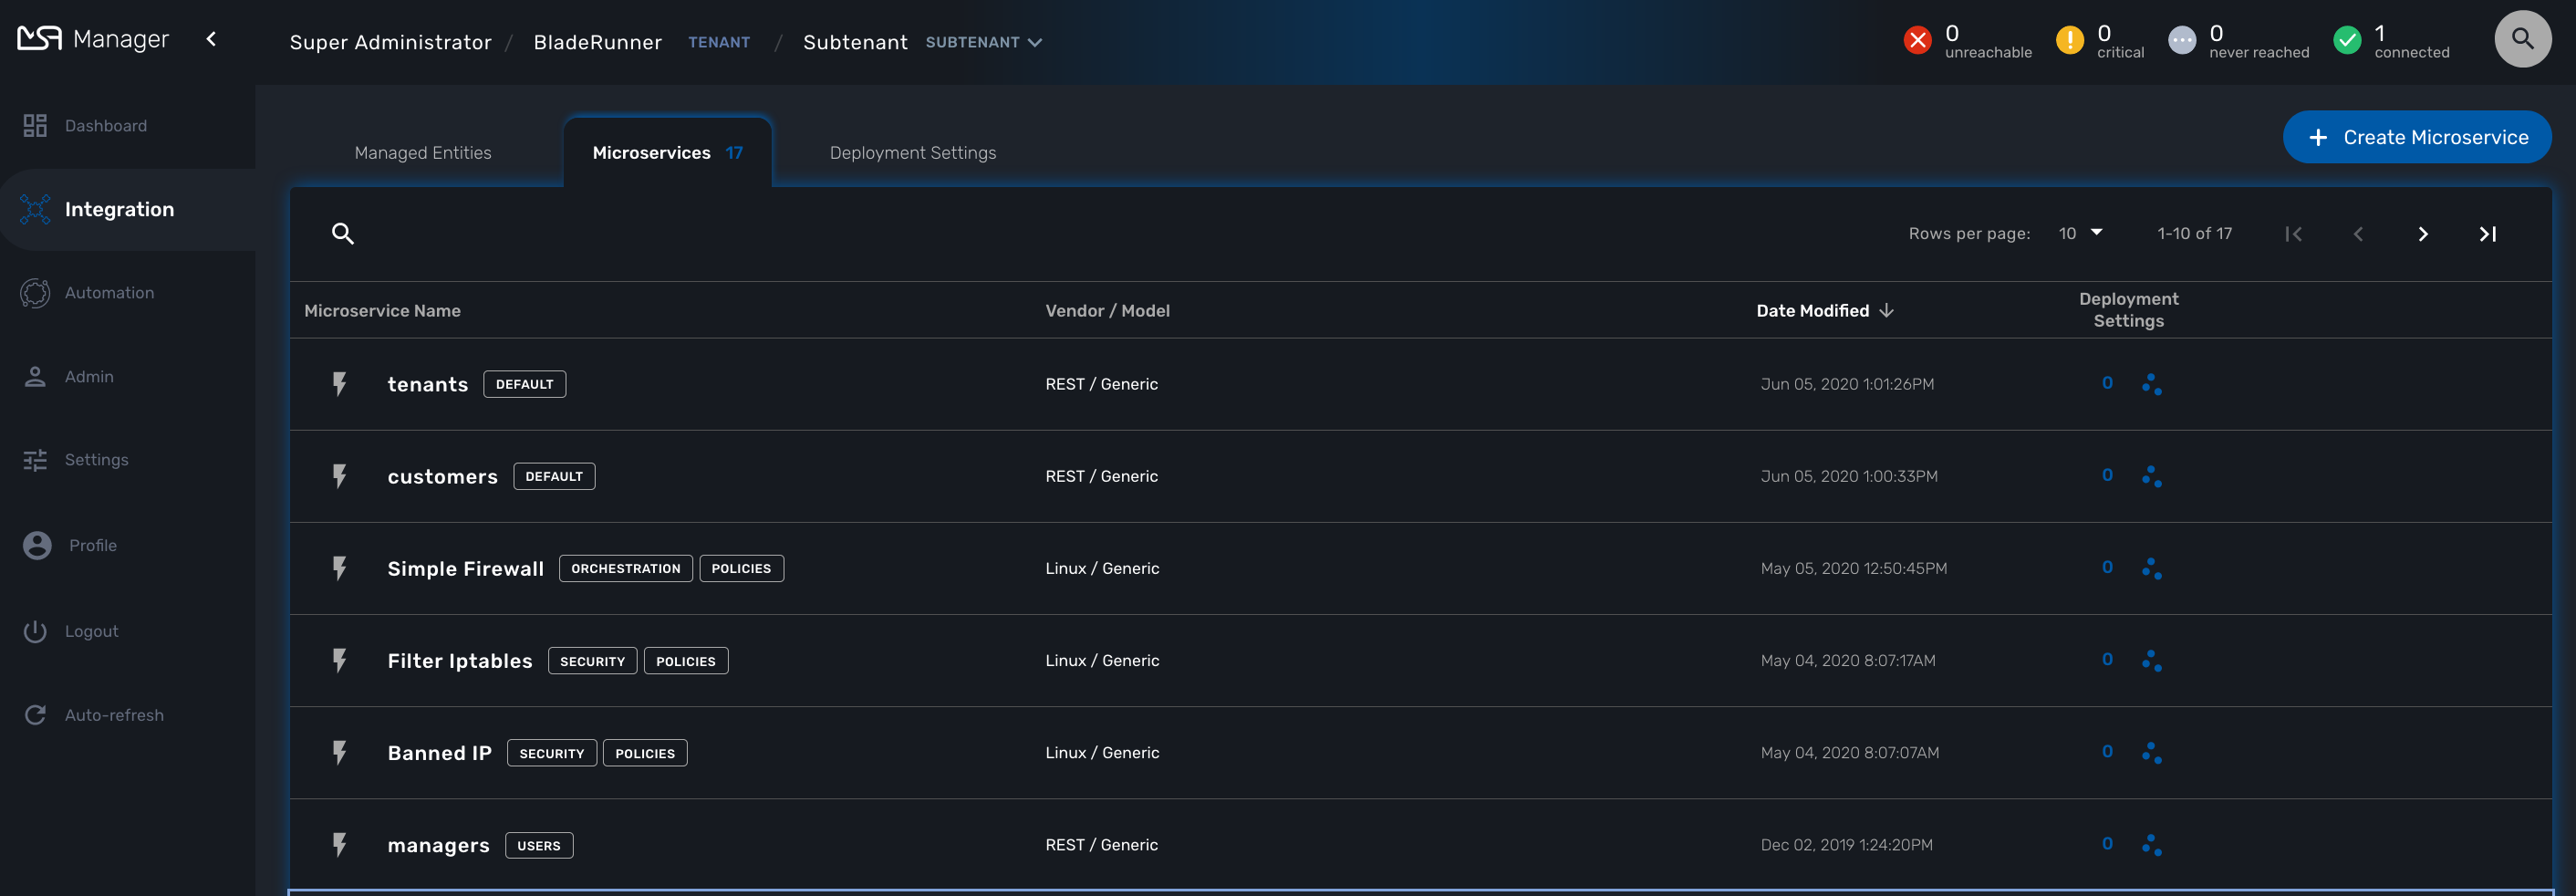 MSA Manager
Super Administrator / BladeRunner TENANT / Subtenant SUBTENANT
0 unreachable
0 critical
0 never reached
1 connected
Dashboard
Integration
Automation
Admin
Settings
Profile
Logout
Auto-refresh
Managed Entities
Microservices 17
Deployment Settings
+ Create Microservice
Rows per page: 10 1-10 of 17
Microservice Name Vendor / Model Date Modified Deployment Settings
tenants DEFAULT REST / Generic Jun 05, 2020 1:01:26PM 0
customers DEFAULT REST / Generic Jun 05, 2020 1:00:33PM 0
Simple Firewall ORCHESTRATION POLICIES Linux / Generic May 05, 2020 12:50:45PM 0
Filter Iptables SECURITY POLICIES Linux / Generic May 04, 2020 8:07:17AM 0
Banned IP SECURITY POLICIES Linux / Generic May 04, 2020 8:07:07AM 0
managers USERS REST / Generic Dec 02, 2019 1:24:20PM 0